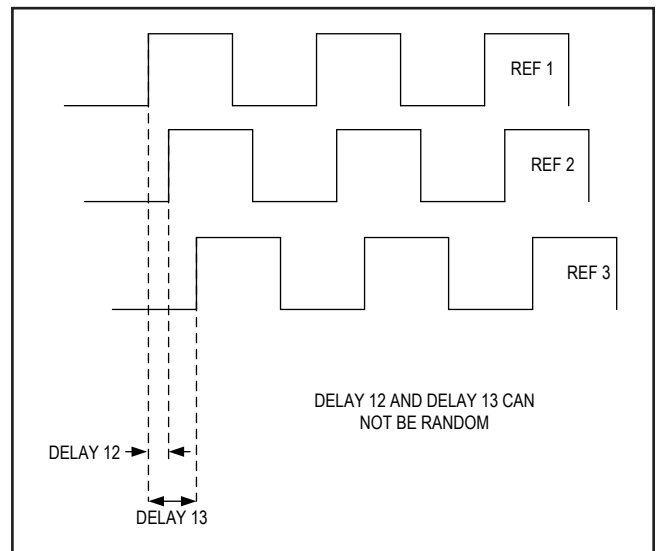 REF 1
REF 2
REF 3
DELAY 12 AND DELAY 13 CAN
NOT BE RANDOM
DELAY 12
DELAY 13